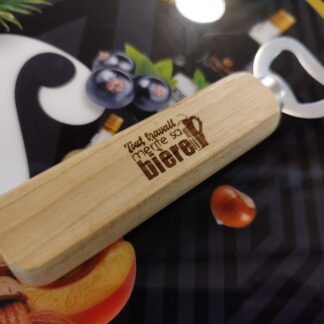 Tout travail
mérite sa
bière